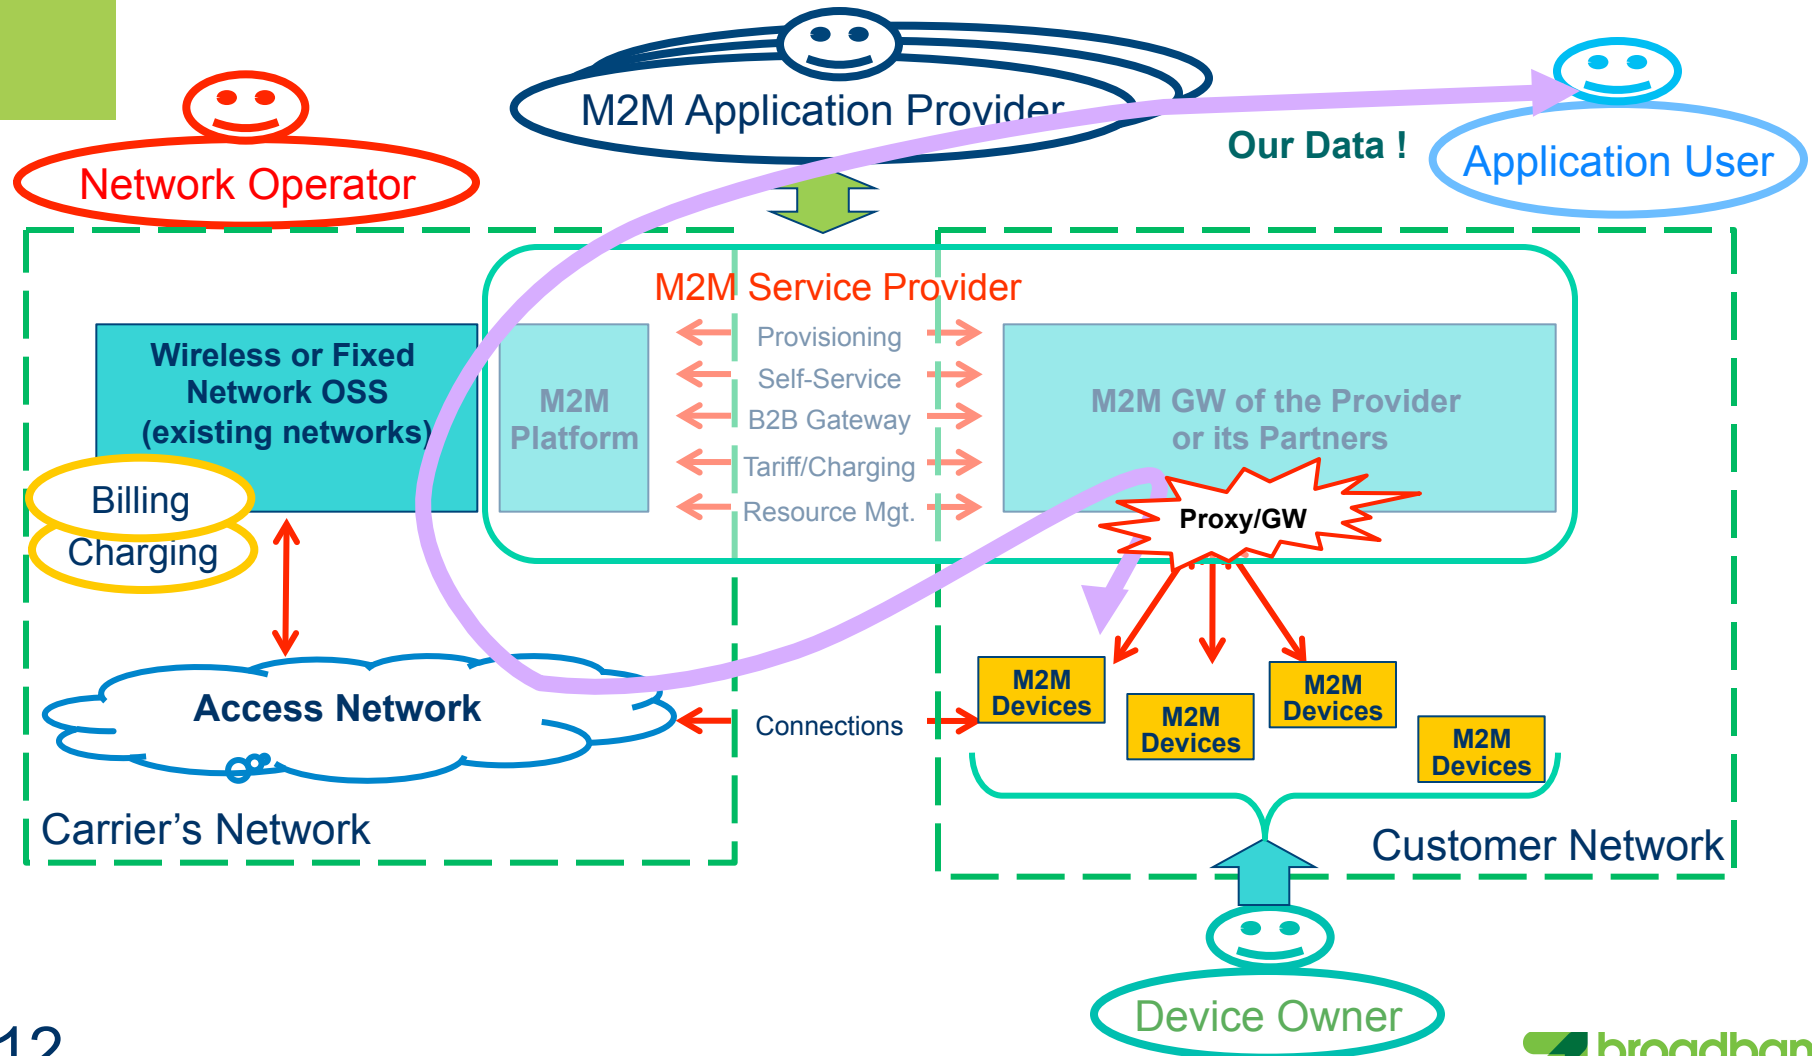 M2M Application Provider
Network Operator
Our Data !
Application User
M2M Service Provider
Wireless or Fixed
Network OSS
(existing networks)
M2M
Platform
Provisioning
Self-Service
B2B Gateway
Tariff/Charging
Resource Mgt.
M2M GW of the Provider
or its Partners
Proxy/GW
Billing
Charging
Access Network
Connections
M2M
Devices
M2M
Devices
M2M
Devices
M2M
Devices
Carrier’s Network
Customer Network
Device Owner
12